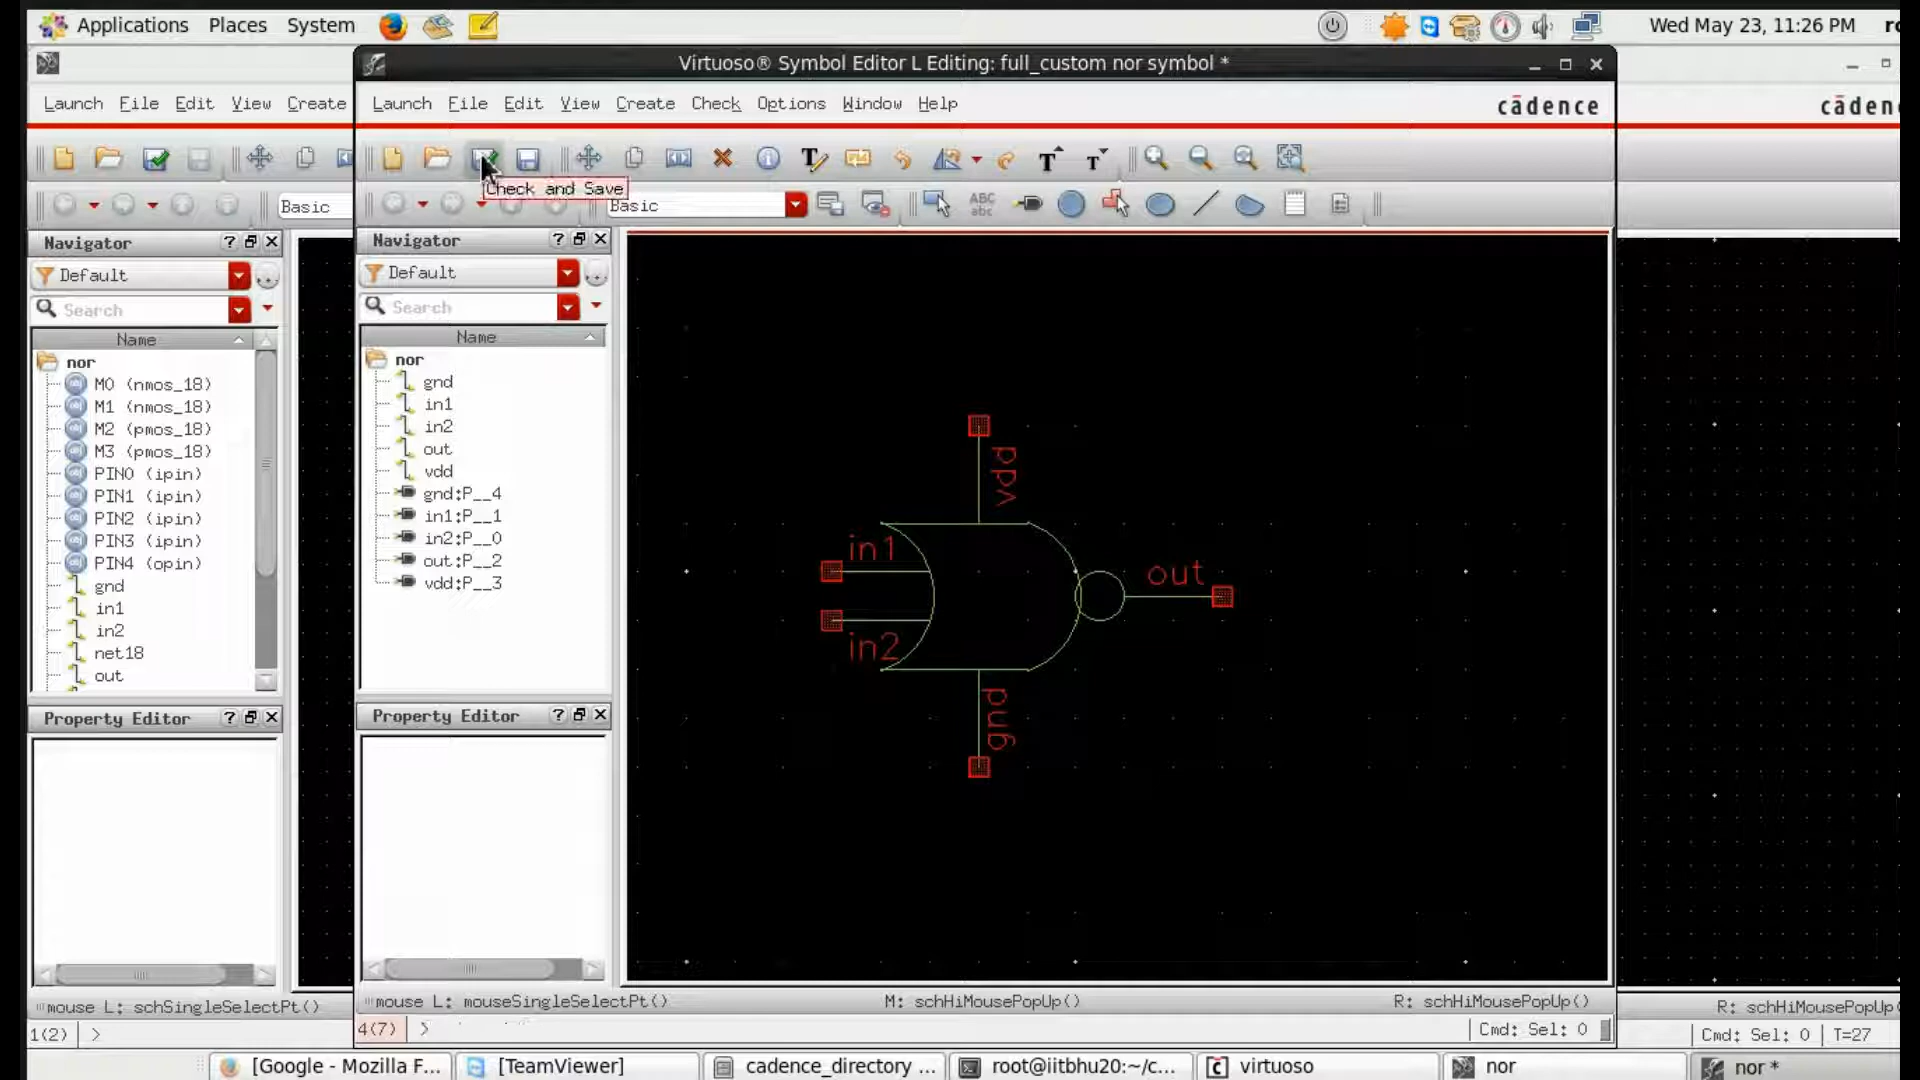 Applications Places System
Wed May 23, 11:26 PM
Virtuoso® Symbol Editor L Editing: full_custom nor symbol *
Launch File Edit View Create
Launch File Edit View Create Check Options Window Help
cādence
cāden
Check and Save
Basic
Basic
ABC
abc
Navigator
Default
Search
Name
nor
M0 (nmos_18)
M1 (nmos_18)
M2 (pmos_18)
M3 (pmos_18)
PIN0 (ipin)
PIN1 (ipin)
PIN2 (ipin)
PIN3 (ipin)
PIN4 (opin)
gnd
in1
in2
net18
out
Property Editor
Navigator
Default
Search
Name
nor
gnd
in1
in2
out
vdd
gnd:P__4
in1:P__1
in2:P__0
out:P__2
vdd:P__3
Property Editor
vdd
in1
out
in2
gnd
mouse L: schSingleSelectPt()
1(2) >
mouse L: mouseSingleSelectPt()
M: schHiMousePopUp()
R: schHiMousePopUp()
4(7) >
Cmd: Sel: 0
R: schHiMousePopUp(
Cmd: Sel: 0 T=27
[Google - Mozilla F...
[TeamViewer]
cadence_directory ...
root@iitbhu20:~/c...
virtuoso
nor
nor *